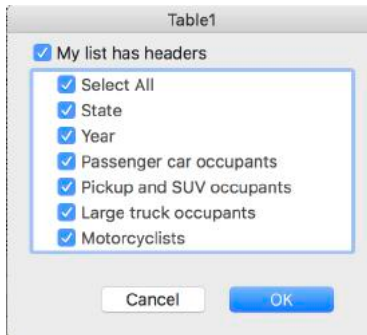 Table1
My list has headers
Select All
State
Year
Passenger car occupants
Pickup and SUV occupants
Large truck occupants
Motorcyclists
Cancel OK